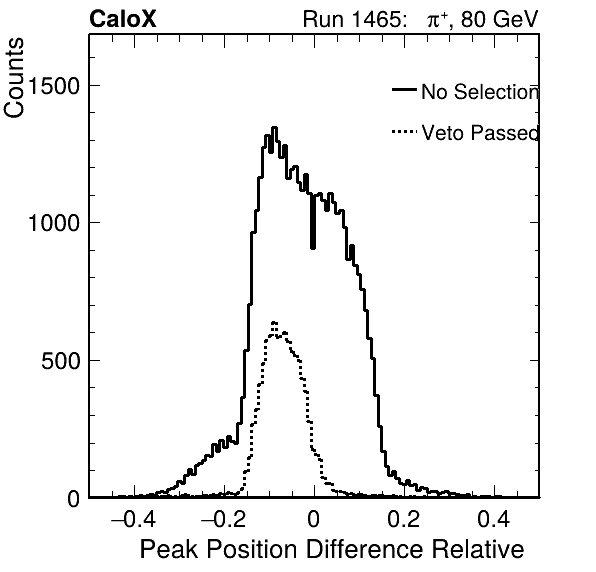 CaloX Run 1465: π⁺, 80 GeV
Counts
1500
1000
500
0
No Selection
Veto Passed
−0.4 −0.2 0 0.2 0.4
Peak Position Difference Relative